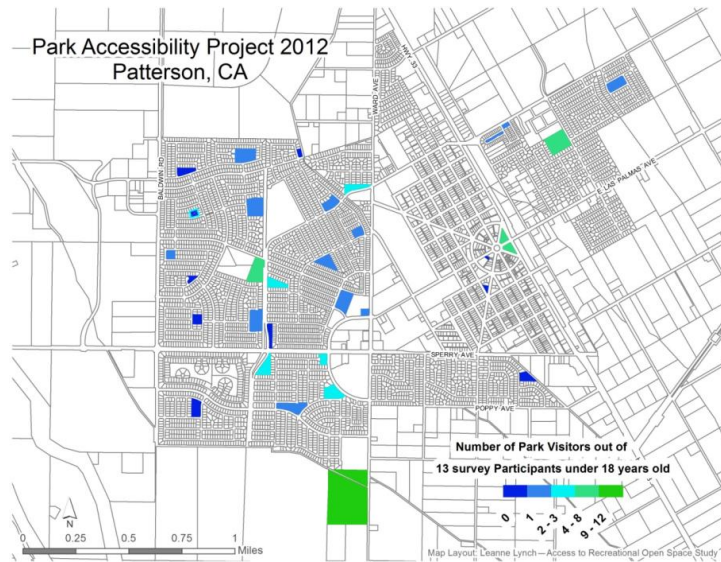 Park Accessibility Project 2012
Patterson, CA
HWY 33
WARD AVE
BALDWIN RD
E LAS PALMAS AVE
SPERRY AVE
POPPY AVE
Number of Park Visitors out of
13 survey Participants under 18 years old
0 1 2 - 3 4 - 8 9 - 12
N
0 0.25 0.5 0.75 1
Miles
Map Layout: Leanne Lynch — Access to Recreational Open Space Study